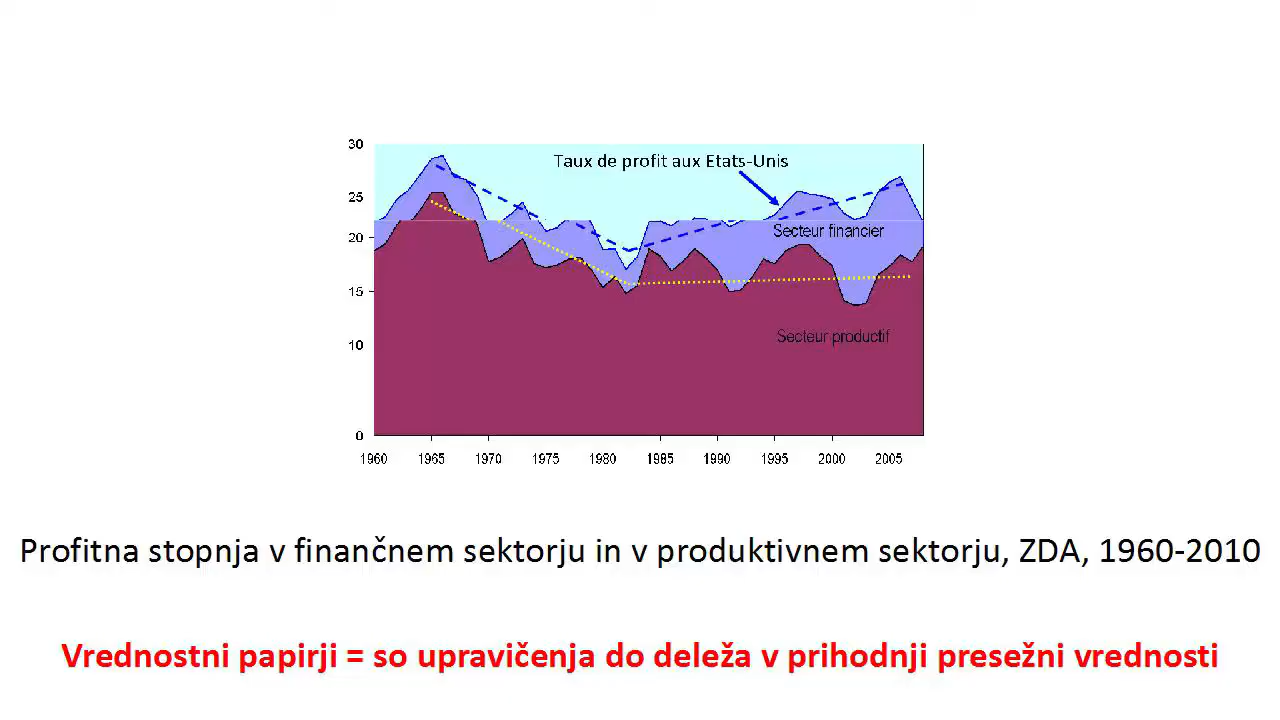 30
Taux de profit aux Etats-Unis
25
Secteur financier
20
15
Secteur productif
10
0
1960 1965 1970 1975 1980 1985 1990 1995 2000 2005
Profitna stopnja v finančnem sektorju in v produktivnem sektorju, ZDA, 1960-2010
Vrednostni papirji = so upravičenja do deleža v prihodnji presežni vrednosti